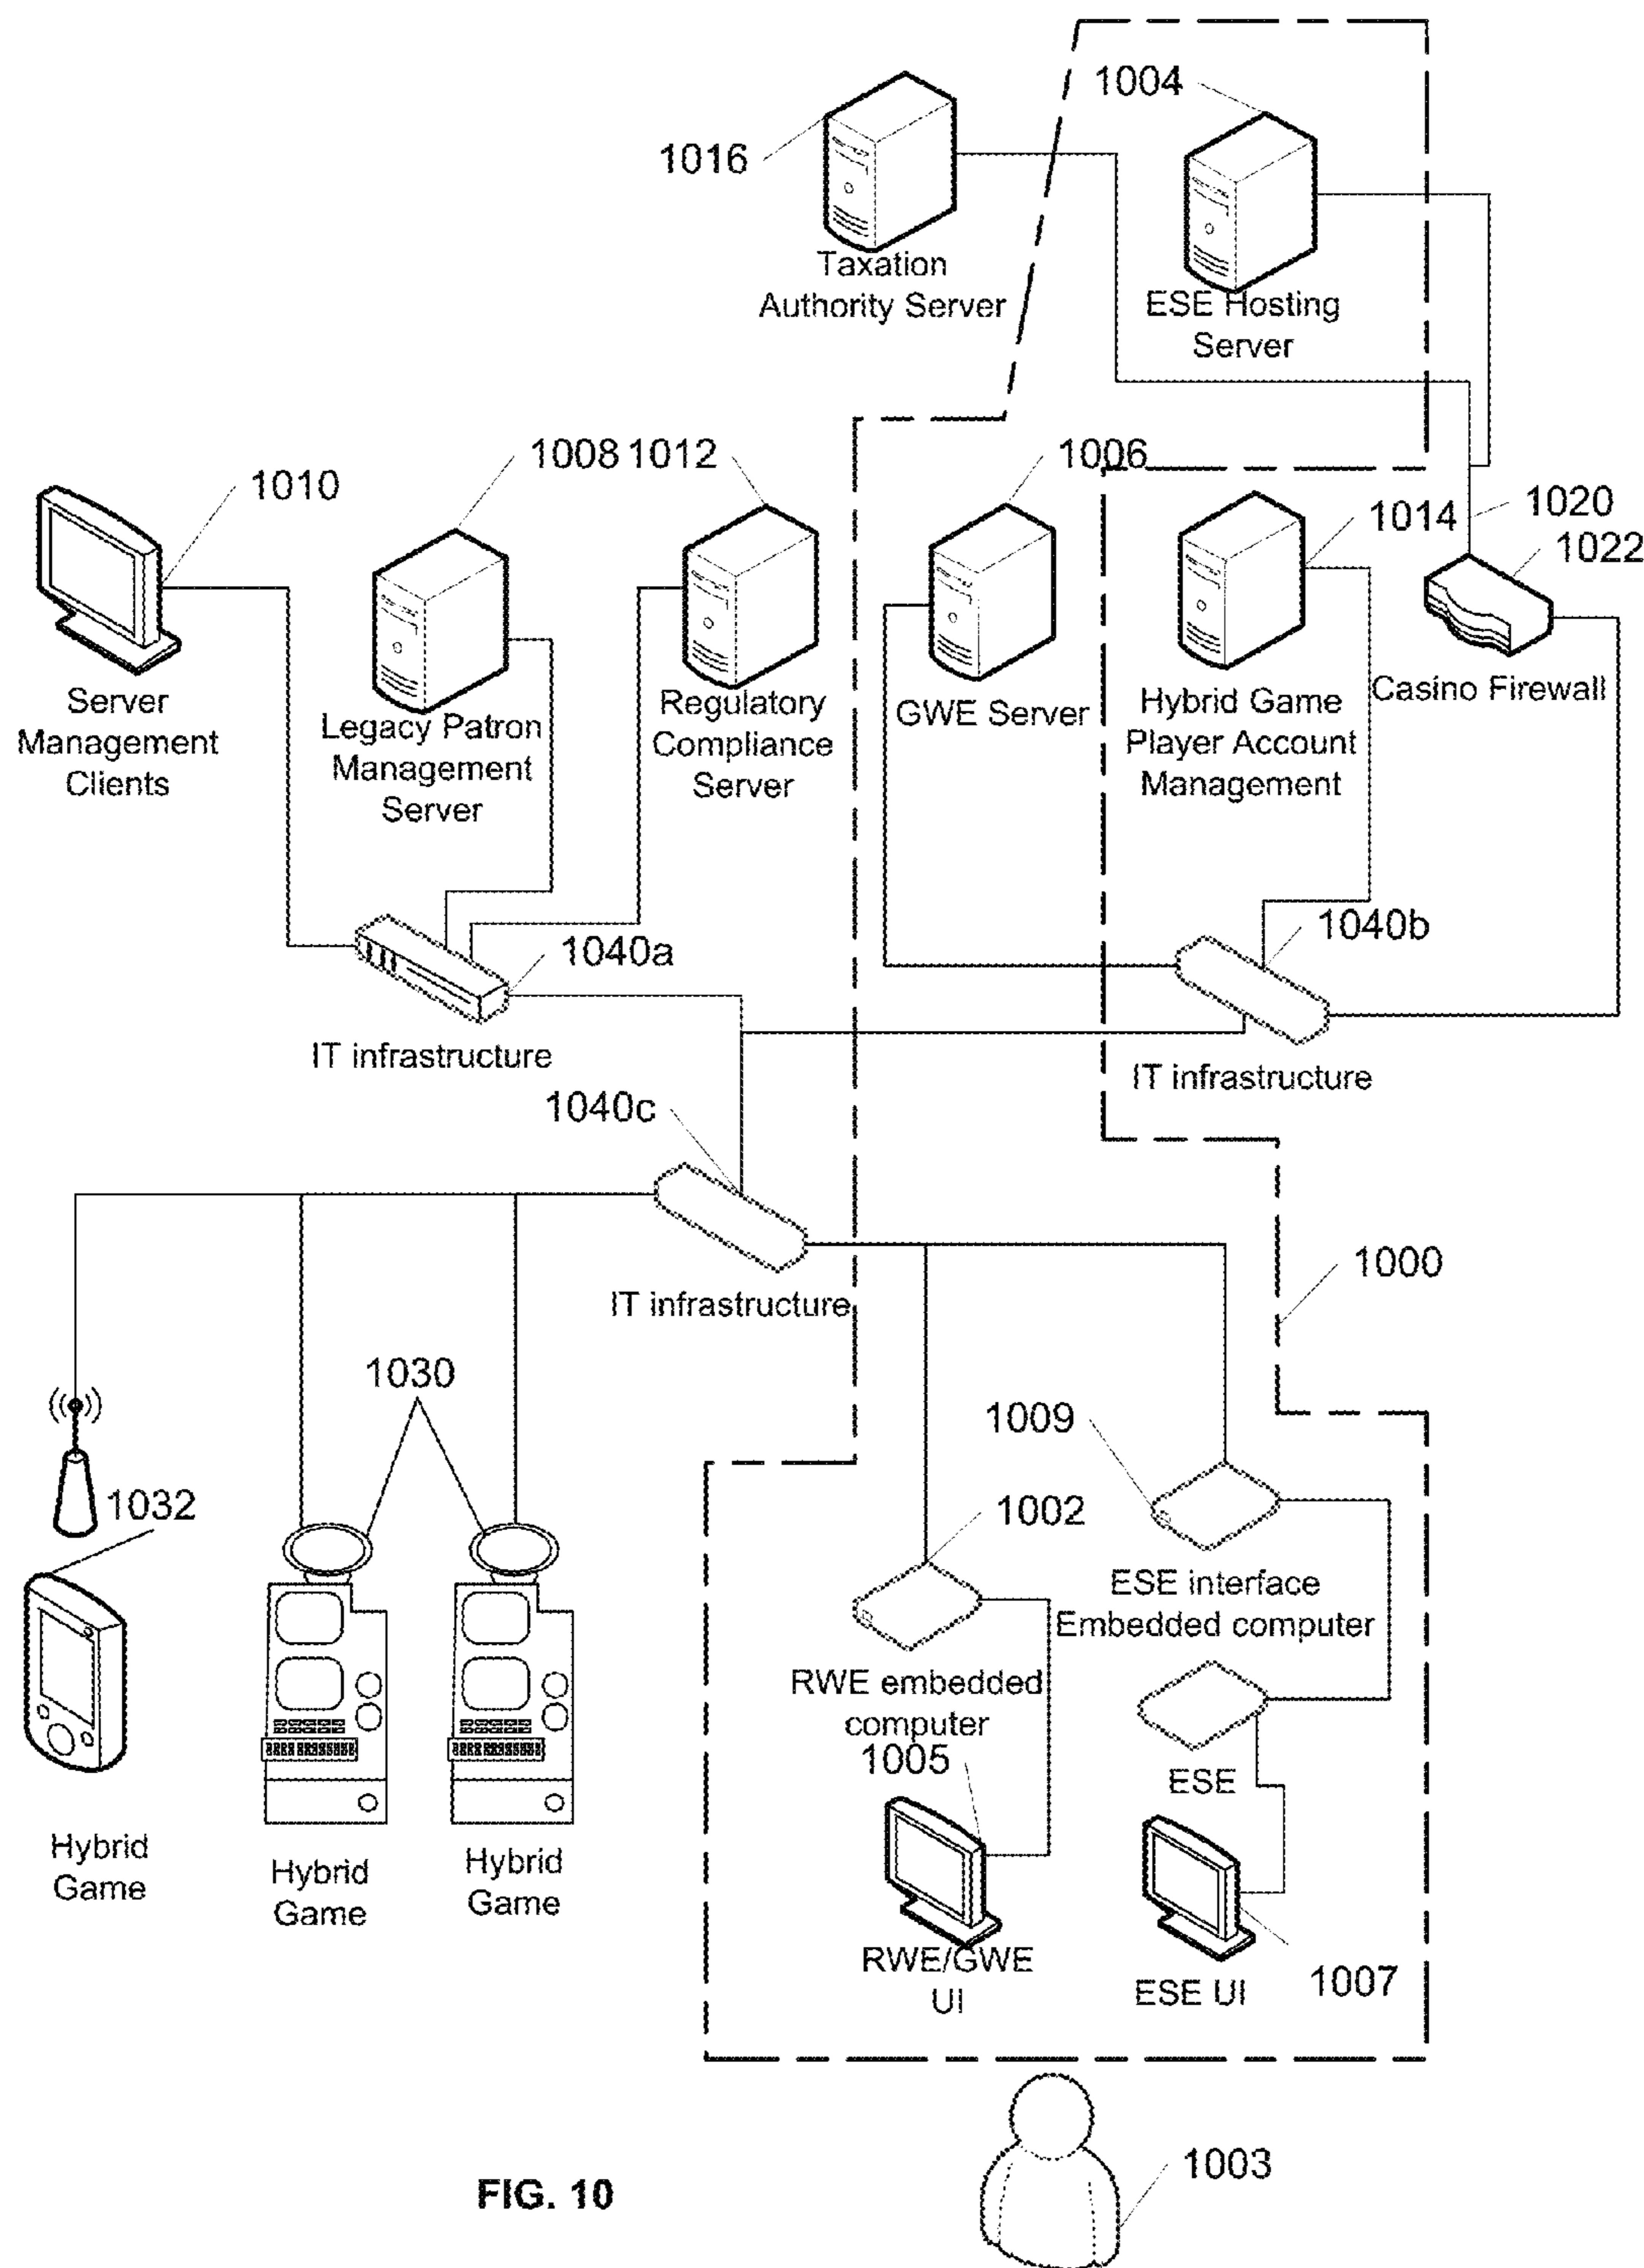 1004
1016
Taxation
Authority Server
ESE Hosting
Server
1008
1012
1006
1010
1014
1020
1022
Server
Management
Clients
Legacy Patron
Management
Server
Regulatory
Compliance
Server
GWE Server
Hybrid Game
Player Account
Management
Casino Firewall
1040a
1040b
IT infrastructure
IT infrastructure
1040c
1000
IT infrastructure
1030
1009
1032
1002
ESE interface
Embedded computer
RWE embedded
computer
1005
ESE
Hybrid
Game
Hybrid
Game
Hybrid
Game
RWE/GWE
UI
ESE UI
1007
1003
FIG. 10